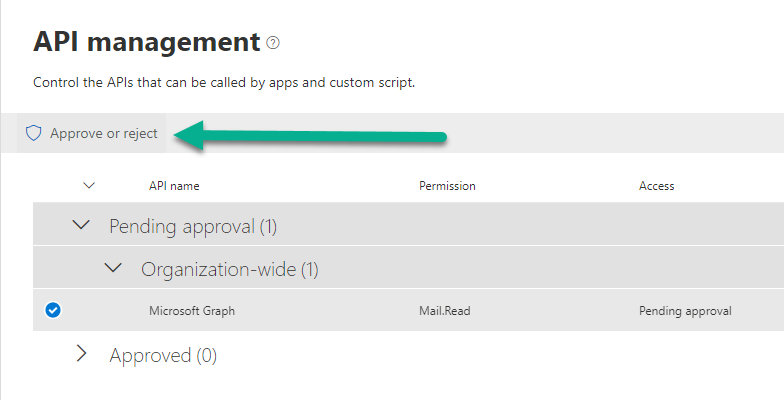 API management
Control the APIs that can be called by apps and custom script.
Approve or reject
API name Permission Access
Pending approval (1)
Organization-wide (1)
Microsoft Graph Mail.Read Pending approval
Approved (0)